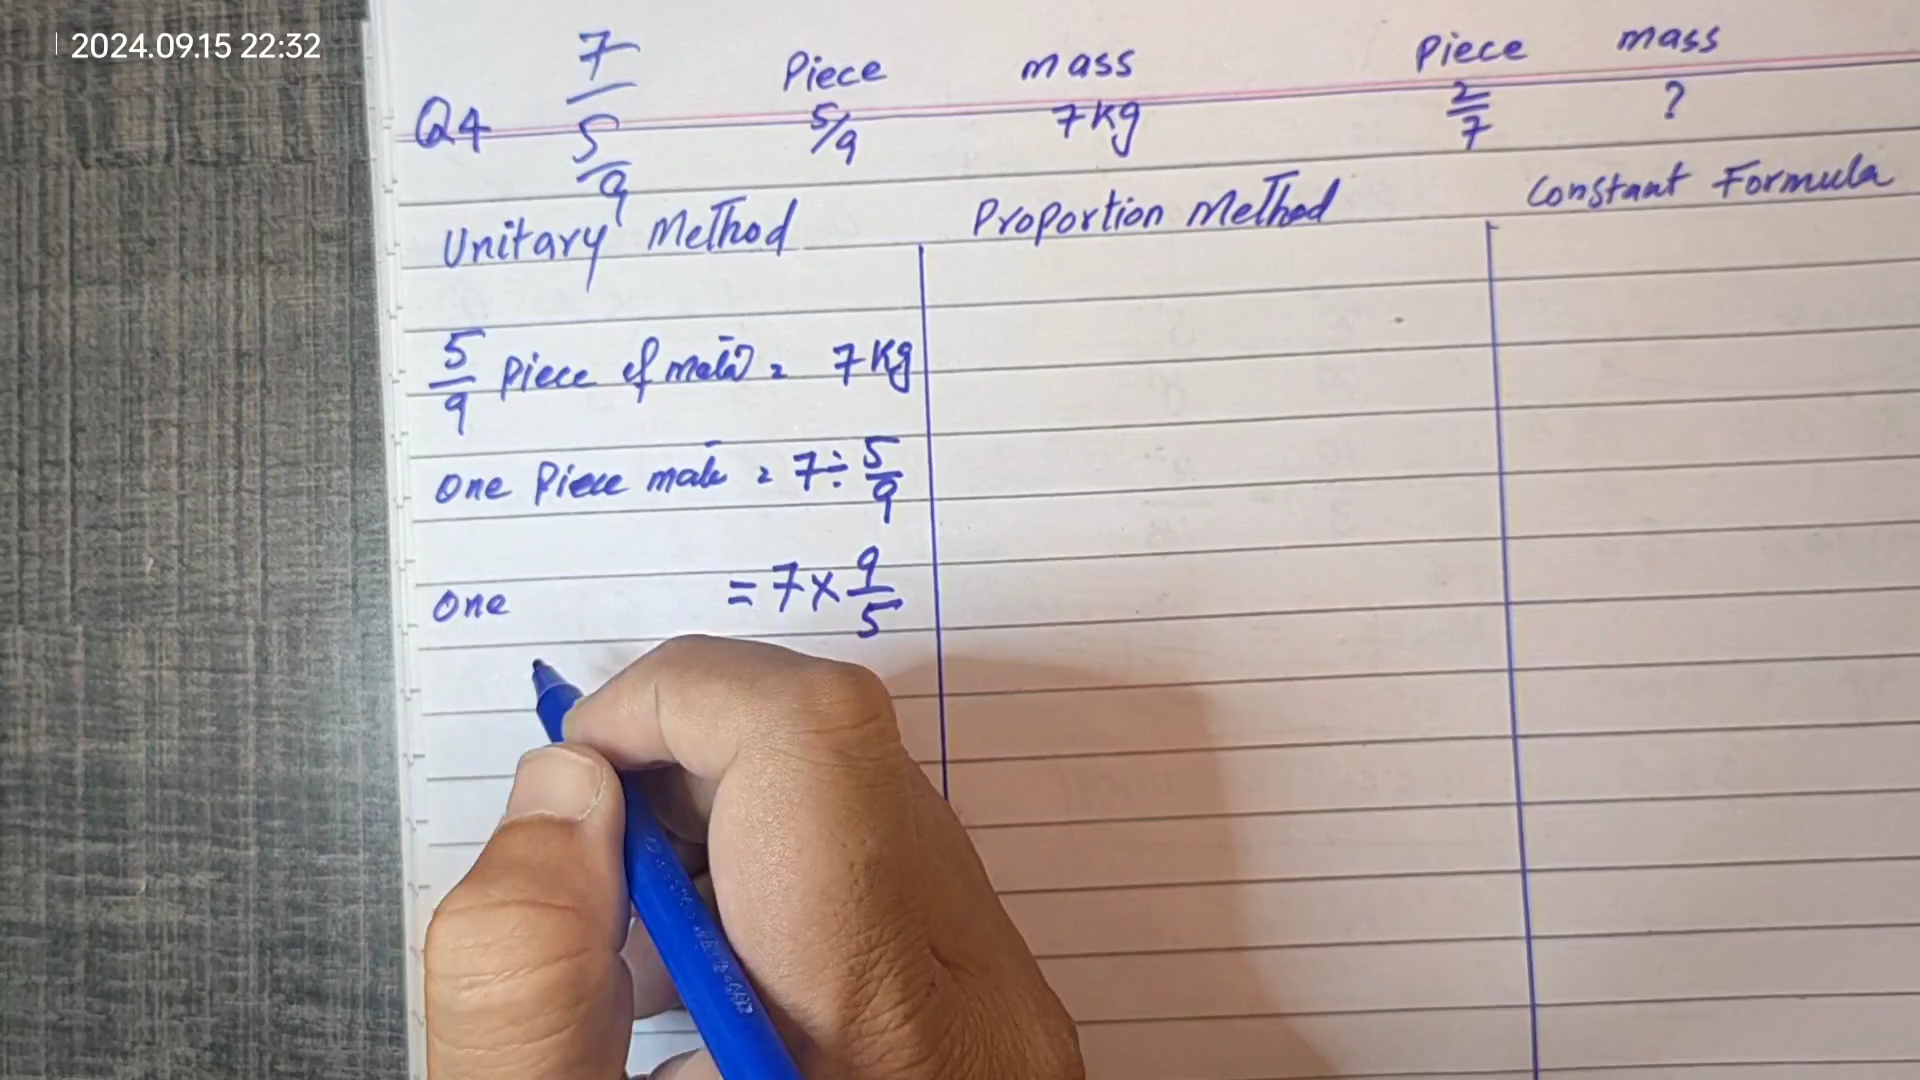 2024.09.15 22:32
Piece mass Piece mass
Q4 7/5/9 5/9 7kg 2/7 ?
Unitary Method Proportion Method Constant Formula
5/9 Piece of = 7Kg
One Piece = 7 ÷ 5/9
One = 7 × 9/5